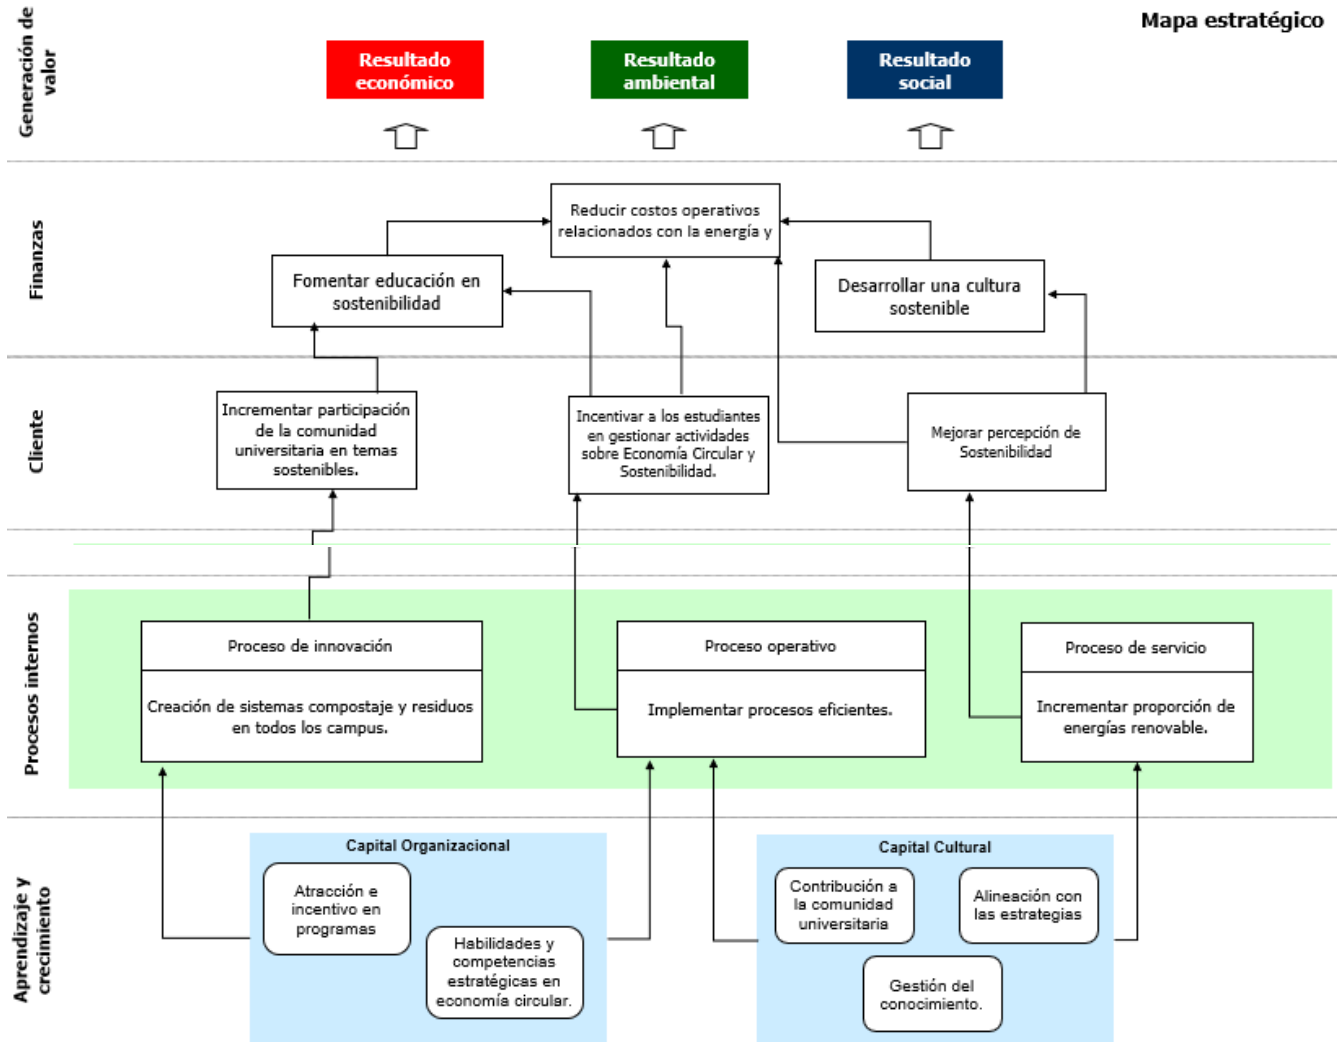 Mapa estratégico
Generación de
valor
Resultado
económico
Resultado
ambiental
Resultado
social
Finanzas
Reducir costos operativos
relacionados con la energía y
Fomentar educación en
sostenibilidad
Desarrollar una cultura
sostenible
Cliente
Incrementar participación
de la comunidad
universitaria en temas
sostenibles.
Incentivar a los estudiantes
en gestionar actividades
sobre Economía Circular y
Sostenibilidad.
Mejorar percepción de
Sostenibilidad
Procesos internos
Proceso de innovación
Creación de sistemas compostaje y residuos
en todos los campus.
Proceso operativo
Implementar procesos eficientes.
Proceso de servicio
Incrementar proporción de
energías renovable.
Aprendizaje y
crecimiento
Capital Organizacional
Atracción e
incentivo en
programas
Habilidades y
competencias
estratégicas en
economía circular.
Capital Cultural
Contribución a
la comunidad
universitaria
Alineación con
las estrategias
Gestión del
conocimiento.